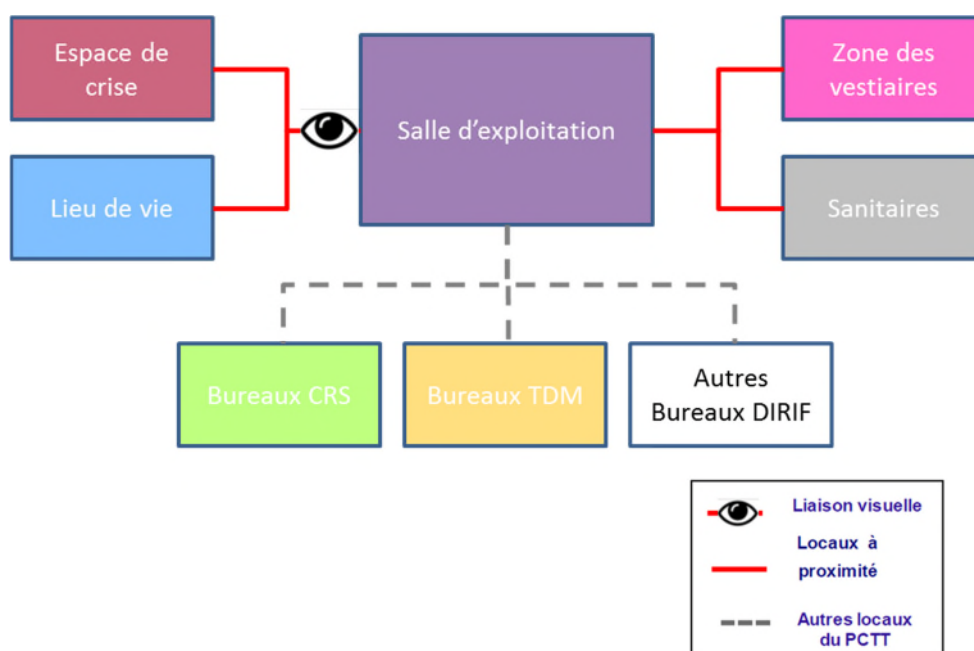 Espace de
crise
Lieu de vie
Salle d'exploitation
Zone des
vestiaires
Sanitaires
Bureaux CRS
Bureaux TDM
Autres
Bureaux DIRIF
Liaison visuelle
Locaux à
proximité
Autres locaux
du PCTT